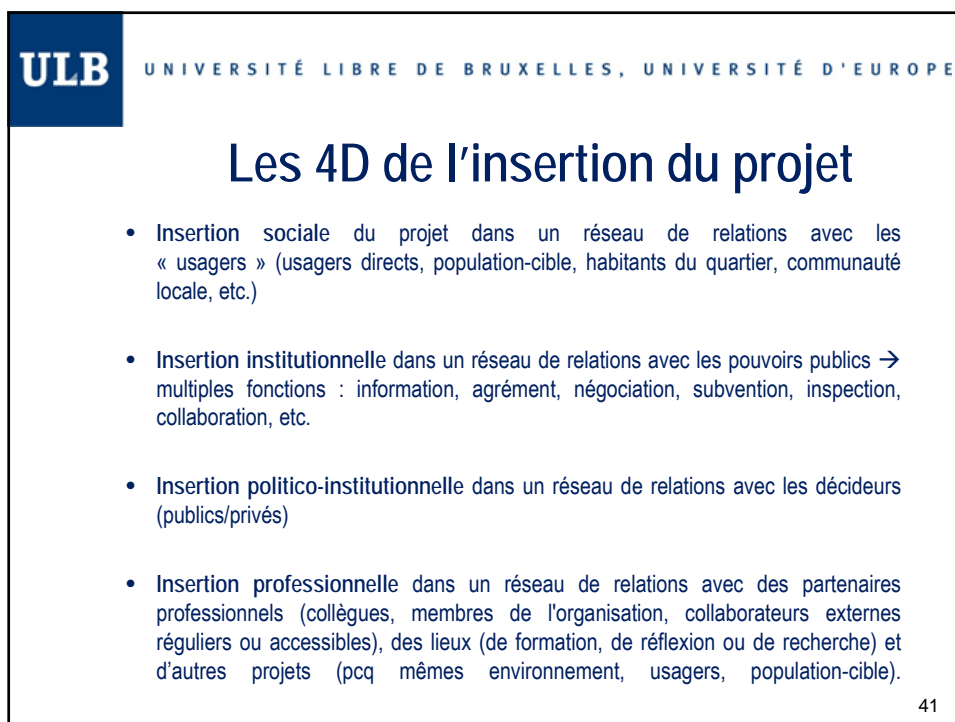 ULB
UNIVERSITÉ LIBRE DE BRUXELLES, UNIVERSITÉ D'EUROPE
Les 4D de l'insertion du projet
• Insertion sociale du projet dans un réseau de relations avec les
« usagers » (usagers directs, population-cible, habitants du quartier, communauté
locale, etc.)
• Insertion institutionnelle dans un réseau de relations avec les pouvoirs publics →
multiples fonctions : information, agrément, négociation, subvention, inspection,
collaboration, etc.
• Insertion politico-institutionnelle dans un réseau de relations avec les décideurs
(publics/privés)
• Insertion professionnelle dans un réseau de relations avec des partenaires
professionnels (collègues, membres de l'organisation, collaborateurs externes
réguliers ou accessibles), des lieux (de formation, de réflexion ou de recherche) et
d'autres projets (pcq mêmes environnement, usagers, population-cible).
41